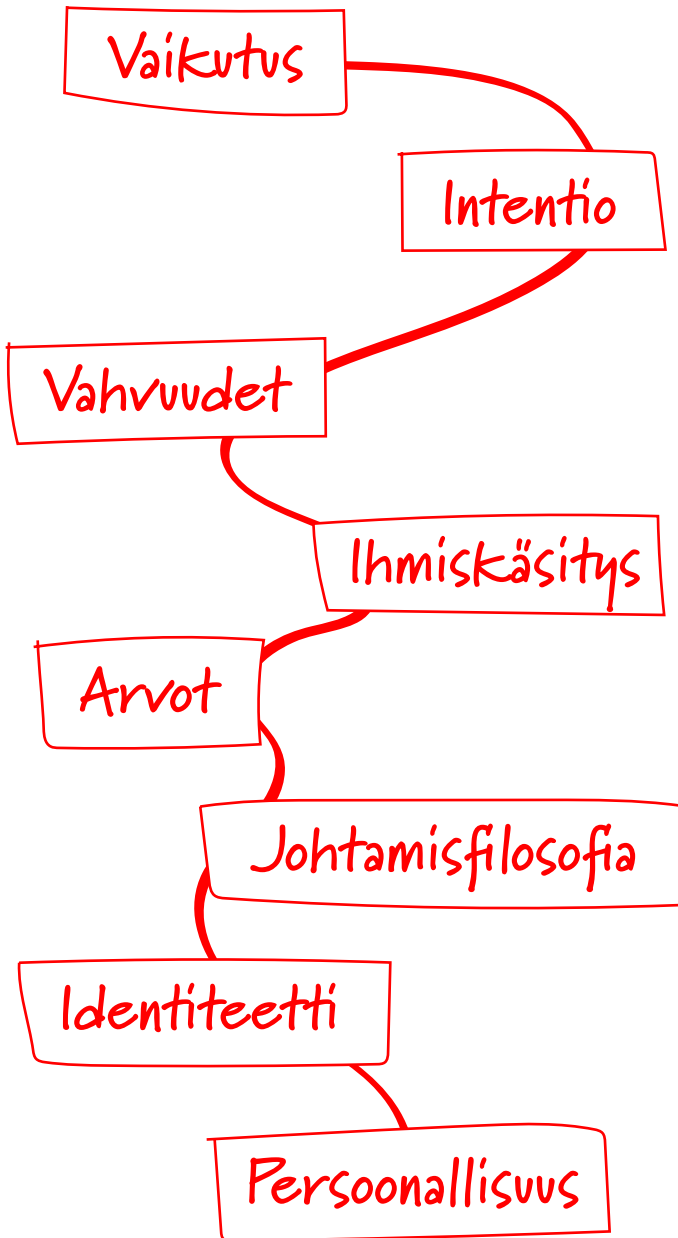 Vaikutus
Intentio
Vahvuudet
Ihmiskäsitys
Arvot
Johtamisfilosofia
Identiteetti
Persoonallisuus